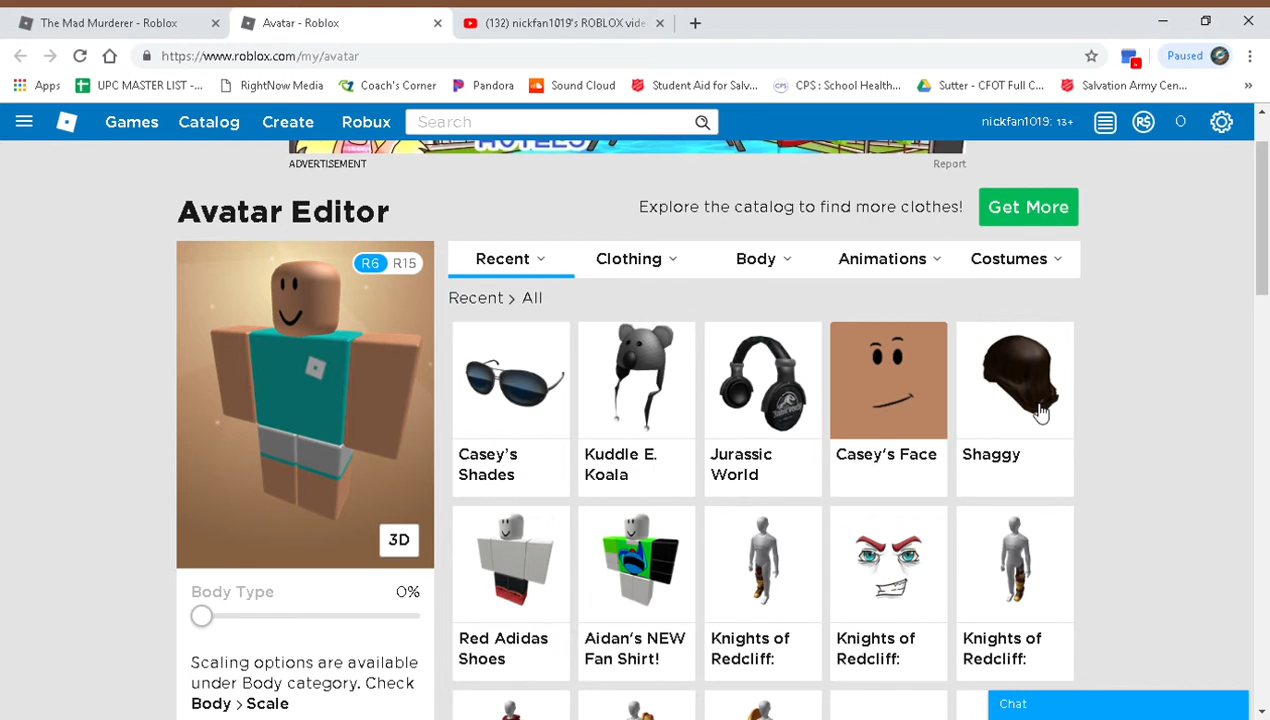 The Mad Murderer - Roblox
Avatar - Roblox
(132) nickfan1019's ROBLOX vide
https://www.roblox.com/my/avatar
Paused
Apps
UPC MASTER LIST -...
RightNow Media
Coach's Corner
Pandora
Sound Cloud
Student Aid for Salv...
CPS : School Health...
Sutter - CFOT Full C...
Salvation Army Cen...
»
Games
Catalog
Create
Robux
Search
nickfan1019: 13+
R$
0
HOTELS
ADVERTISEMENT
Report
Avatar Editor
Explore the catalog to find more clothes!
Get More
R6 R15
3D
Recent
Clothing
Body
Animations
Costumes
Recent > All
Casey's Shades
Kuddle E. Koala
Jurassic World
Casey's Face
Shaggy
Red Adidas Shoes
Aidan's NEW Fan Shirt!
Knights of Redcliff:
Knights of Redcliff:
Knights of Redcliff:
Body Type
0%
Scaling options are available
under Body category. Check
Body > Scale
Chat